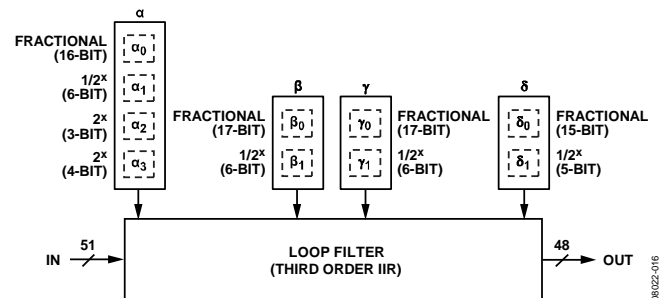 α
FRACTIONAL
(16-BIT)
α0
1/2x
(6-BIT)
α1
2x
(3-BIT)
α2
2x
(4-BIT)
α3
β
FRACTIONAL
(17-BIT)
β0
1/2x
(6-BIT)
β1
γ
γ0
FRACTIONAL
(17-BIT)
γ1
1/2x
(6-BIT)
δ
δ0
FRACTIONAL
(15-BIT)
δ1
1/2x
(5-BIT)
IN
51
LOOP FILTER
(THIRD ORDER IIR)
48
OUT
08022-016